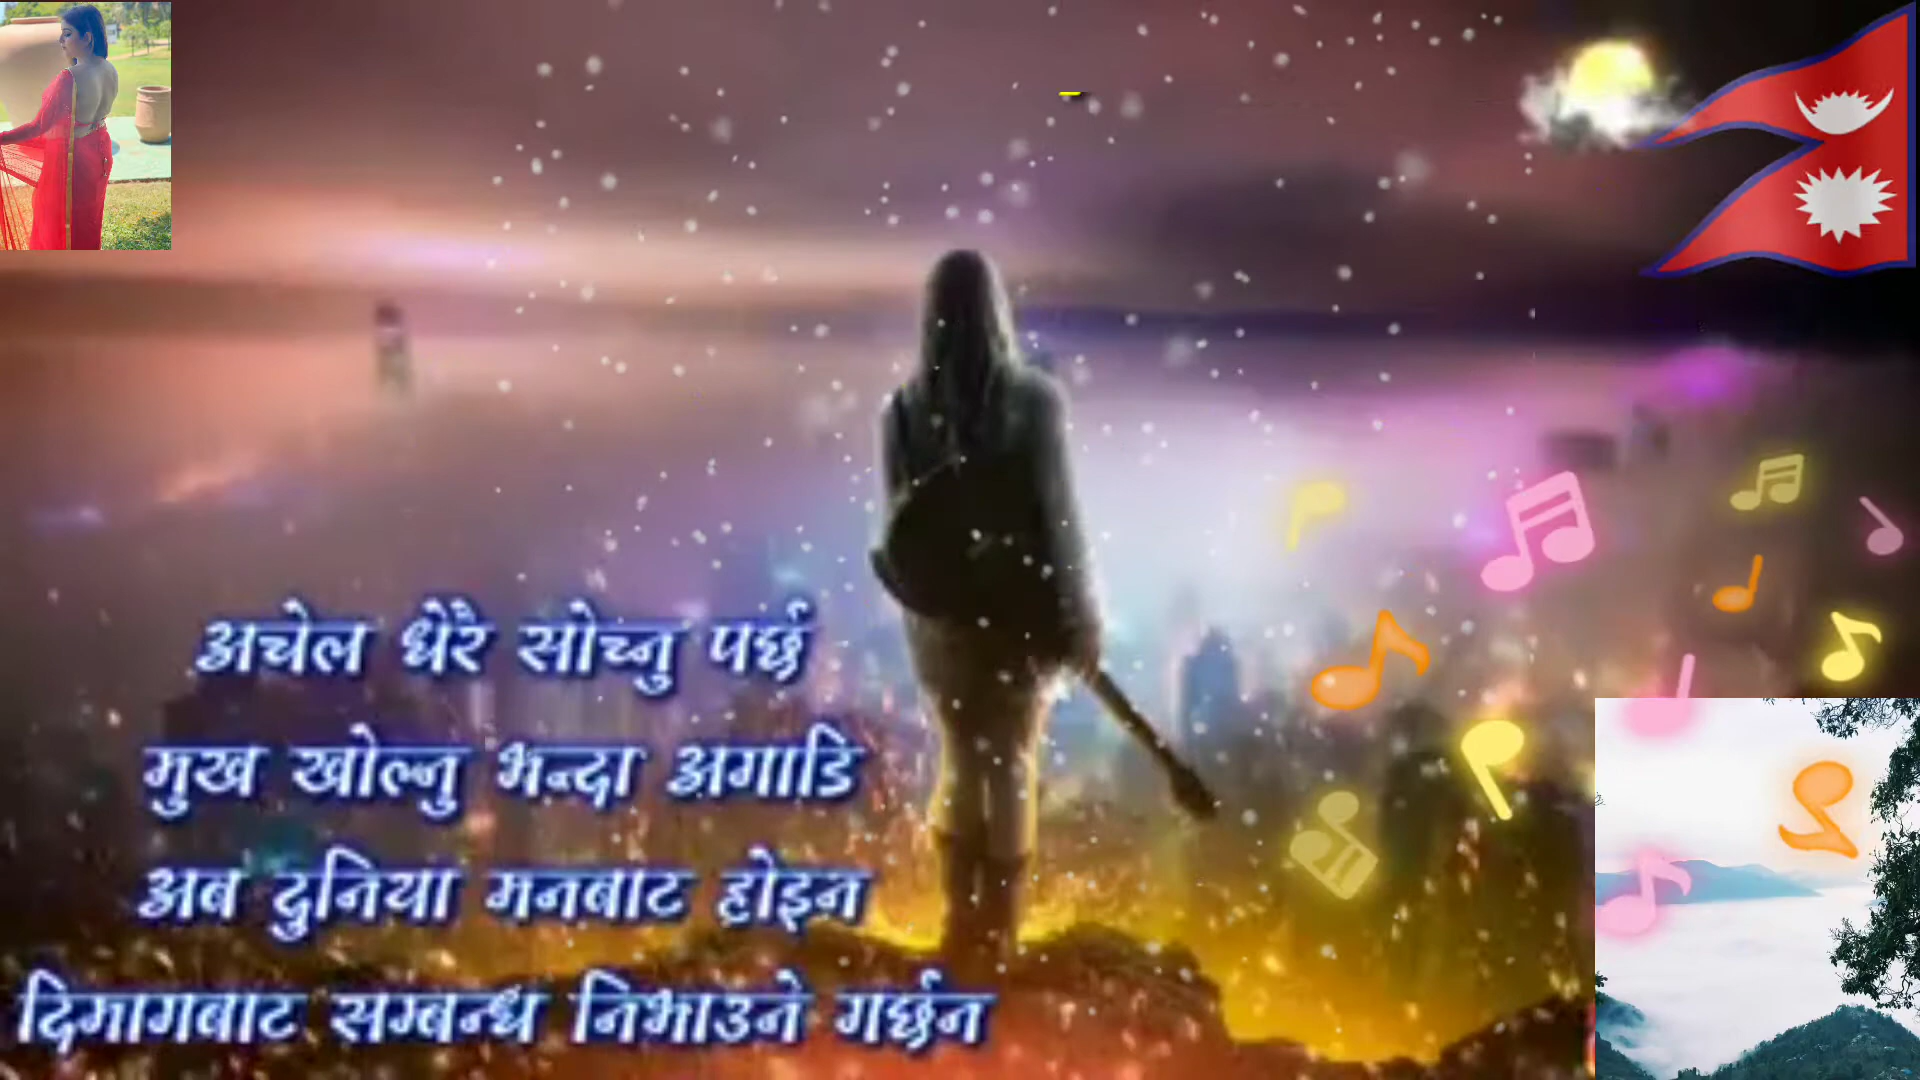 अचेल धेरै सोच्नु पर्छ
मुख खोल्नु भन्दा अगाडि
अब दुनिया मनबाट होइन
दिमागबाट सम्बन्ध निभाउने गर्छन